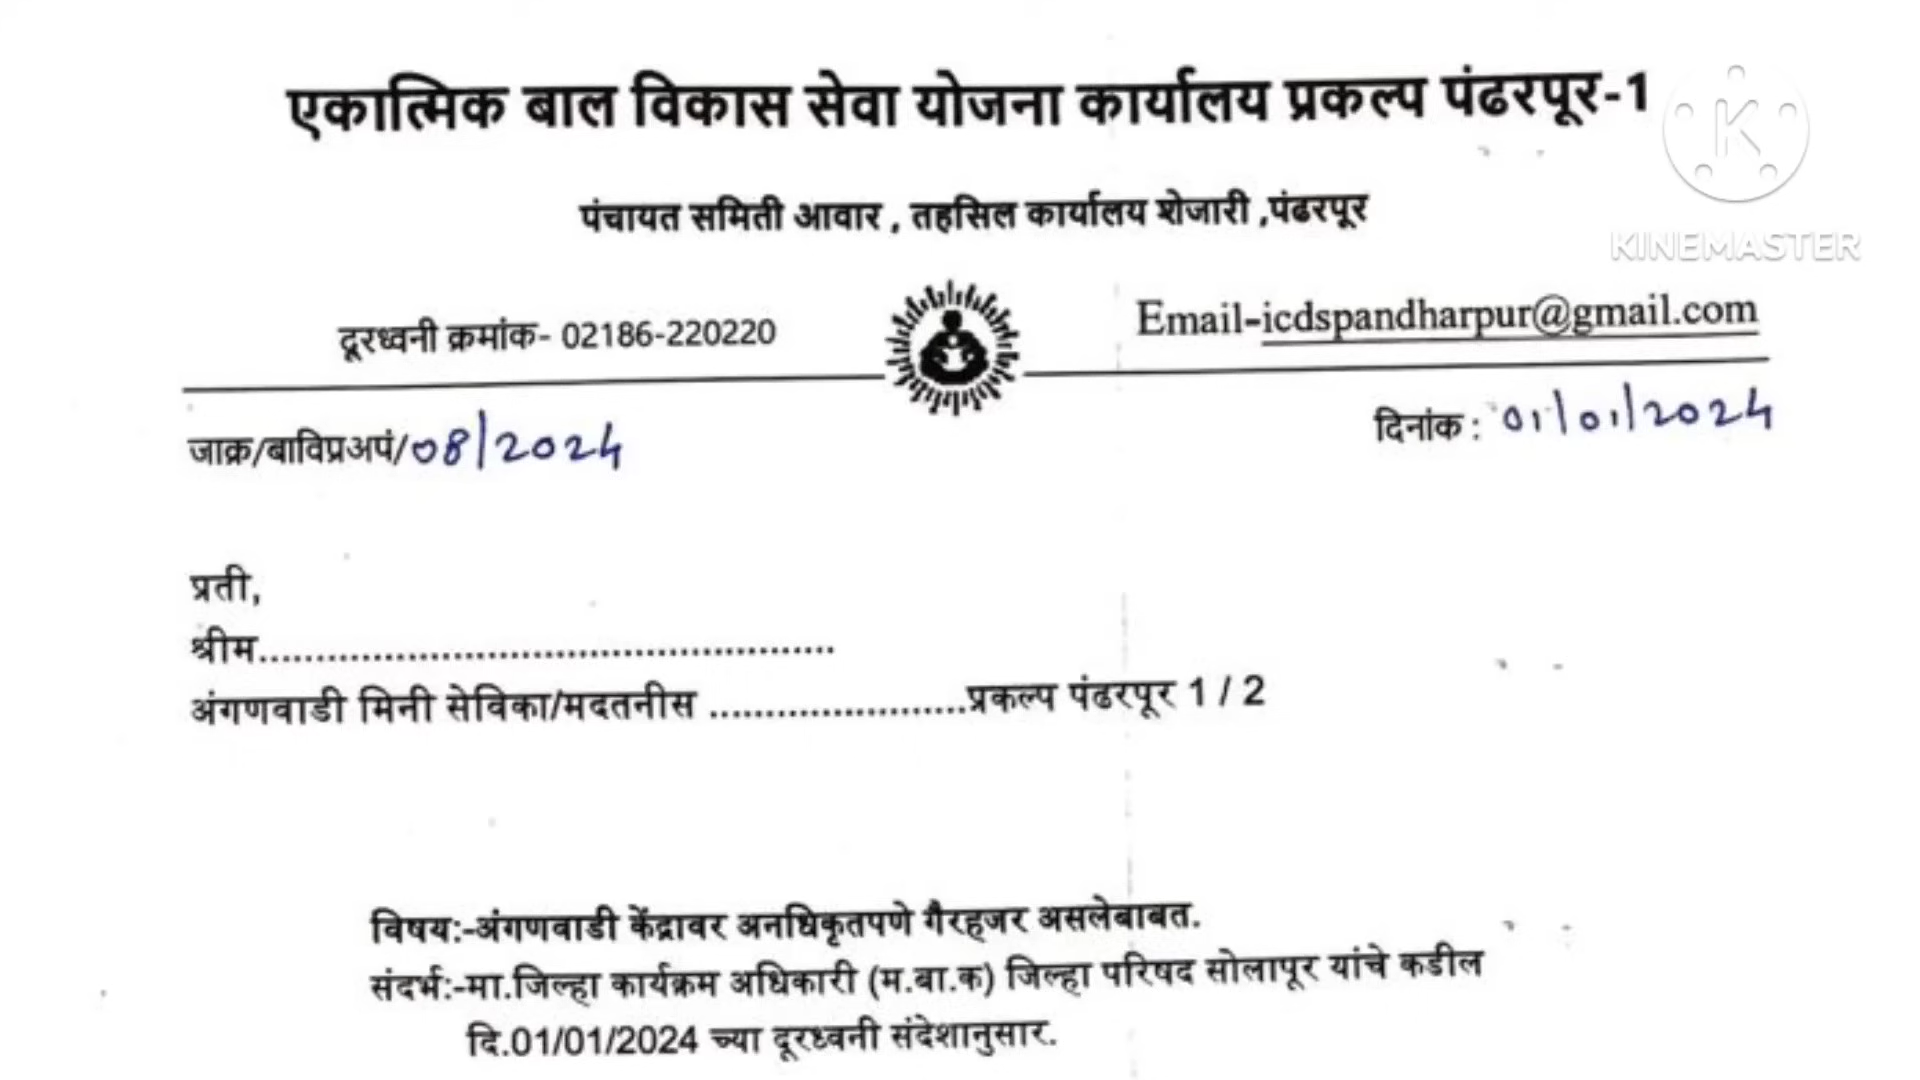 एकात्मिक बाल विकास सेवा योजना कार्यालय प्रकल्प पंढरपूर-1
पंचायत समिती आवार , तहसिल कार्यालय शेजारी ,पंढरपूर
KINEMASTER
दूरध्वनी क्रमांक- 02186-220220
Email-icdspandharpur@gmail.com
जाक्र/बाविप्रअपं/08/2024
दिनांक : 01/01/2024
प्रती,
श्रीम....................................................
अंगणवाडी मिनी सेविका/मदतनीस .......................प्रकल्प पंढरपूर 1 / 2
विषय:-अंगणवाडी केंद्रावर अनधिकृतपणे गैरहजर असलेबाबत.
संदर्भ:-मा.जिल्हा कार्यक्रम अधिकारी (म.बा.क) जिल्हा परिषद सोलापूर यांचे कडील
दि.01/01/2024 च्या दूरध्वनी संदेशानुसार.